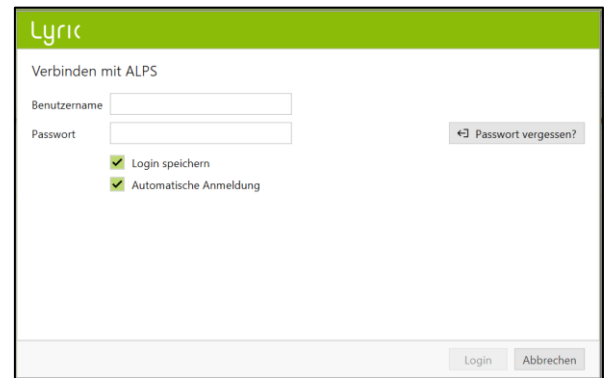 Lyric
Verbinden mit ALPS
Benutzername
Passwort
Passwort vergessen?
Login speichern
Automatische Anmeldung
Login Abbrechen